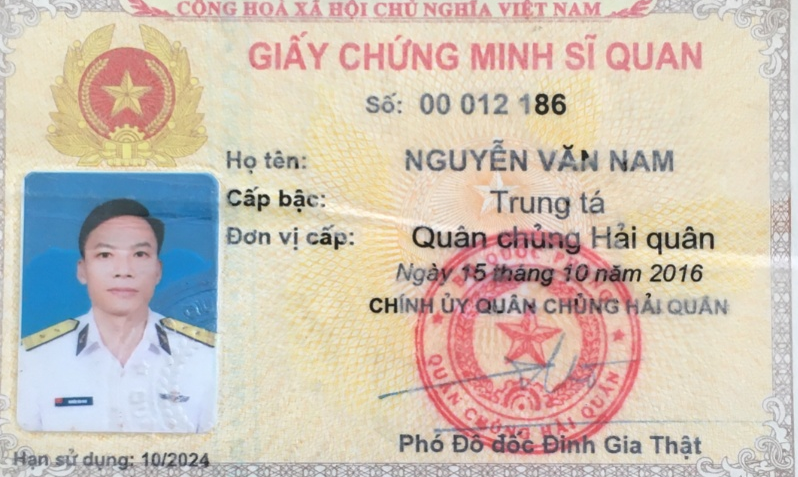 CỘNG HOÀ XÃ HỘI CHỦ NGHĨA VIỆT NAM
GIẤY CHỨNG MINH SĨ QUAN
Số: 00 012 186
Họ tên: NGUYỄN VĂN NAM
Cấp bậc: Trung tá
Đơn vị cấp: Quân chủng Hải quân
Ngày 15 tháng 10 năm 2016
CHÍNH ỦY QUÂN CHỦNG HẢI QUÂN
QUÂN CHỦNG HẢI QUÂN
Phó Đô đốc Đinh Gia Thật
Hạn sử dụng: 10/2024